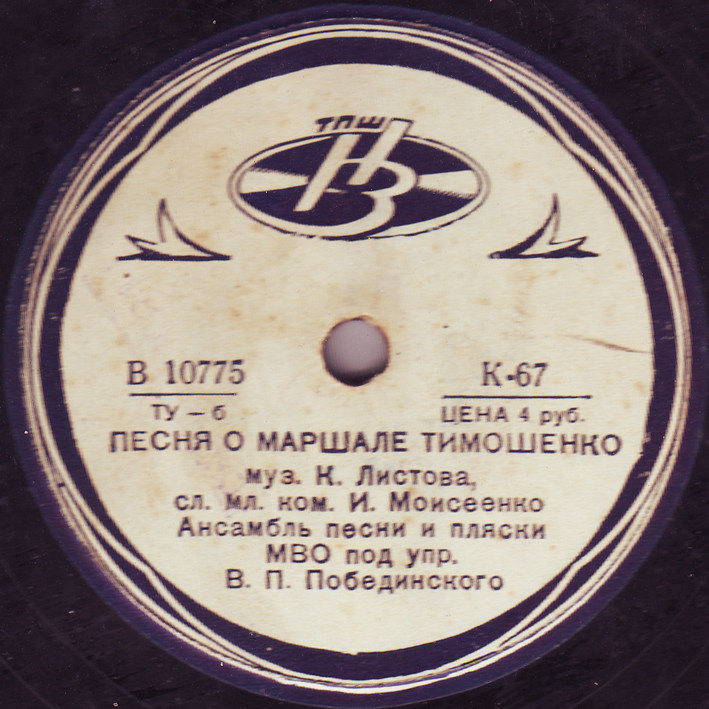 ТПШ
НЗ
В 10775
К-67
ТУ – б
ЦЕНА 4 руб.
ПЕСНЯ О МАРШАЛЕ ТИМОШЕНКО
муз. К. Листова,
сл. мл. ком. И. Моисеенко
Ансамбль песни и пляски
МВО под упр.
В. П. Побединского